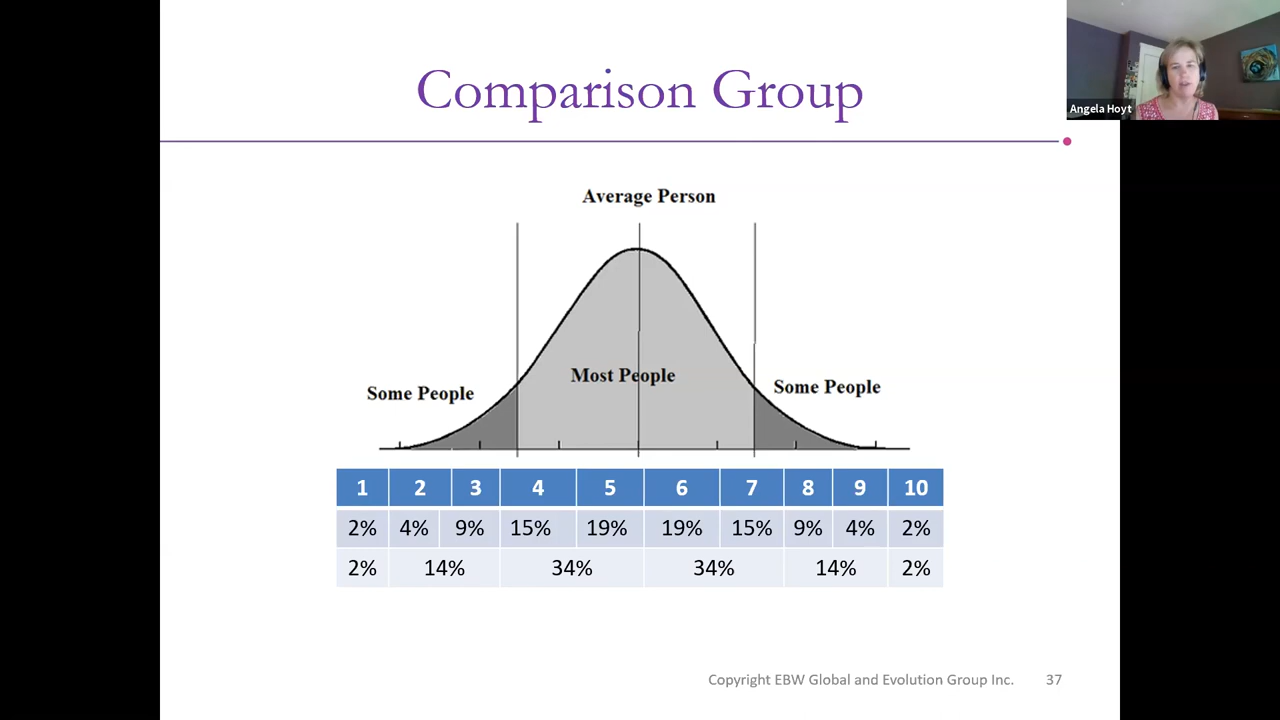 Comparison Group
Angela Hoyt
Average Person
Most People
Some People
Some People
1 2 3 4 5 6 7 8 9 10
2% 4% 9% 15% 19% 19% 15% 9% 4% 2%
2% 14% 34% 34% 14% 2%
Copyright EBW Global and Evolution Group Inc. 37